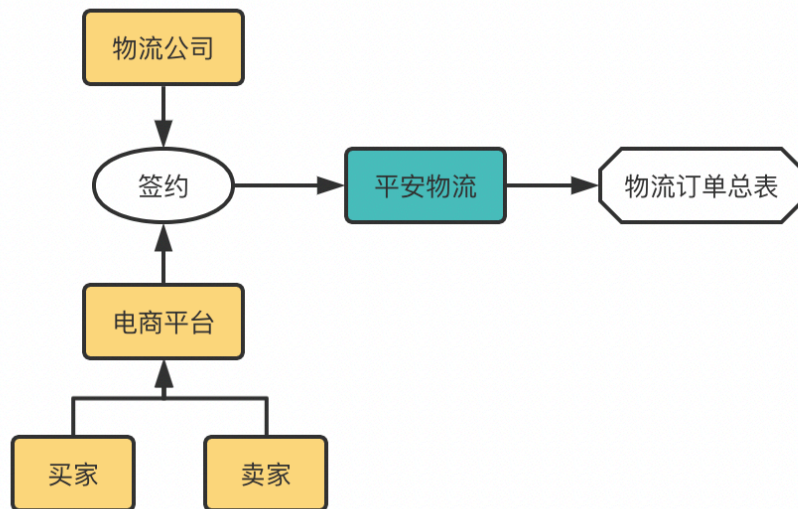 物流公司
签约
平安物流
物流订单总表
电商平台
买家
卖家